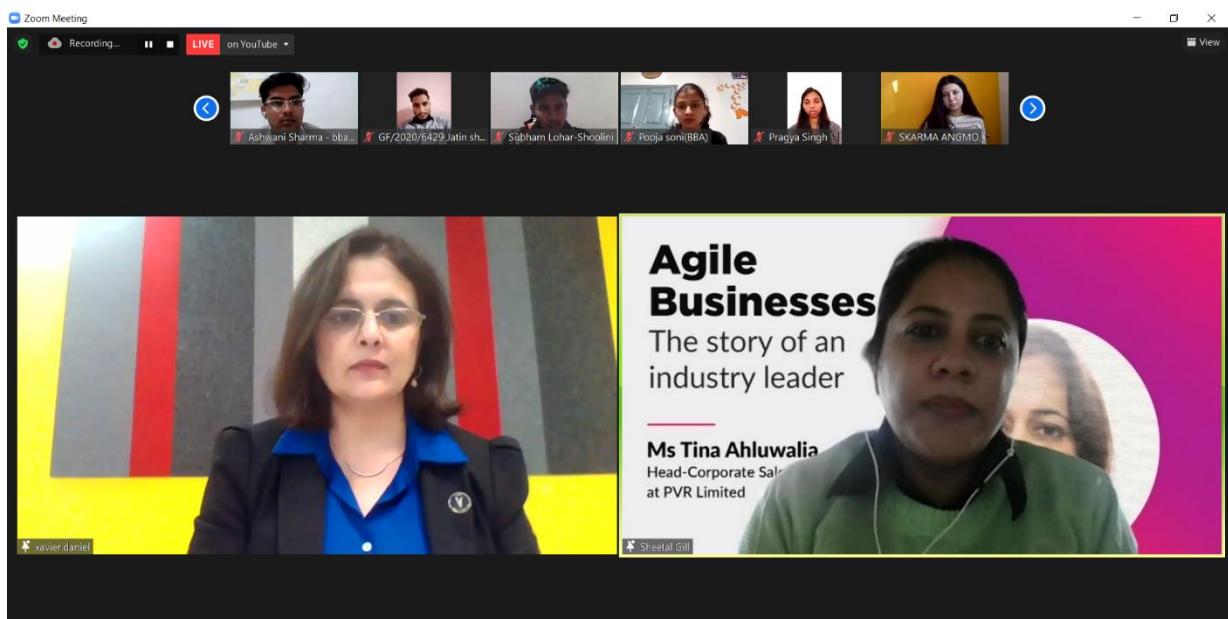 Zoom Meeting
Recording...
LIVE on YouTube
View
Ashwani Sharma - bba...
GF/2020/6429 Jatin sh...
Subham Lohar-Shoolini
Pooja soni(BBA)
Pragya Singh
SKARMA ANGMO
Agile
Businesses
The story of an
industry leader
Ms Tina Ahluwalia
Head-Corporate Sal
at PVR Limited
xavier.daniel
Sheetal Gill